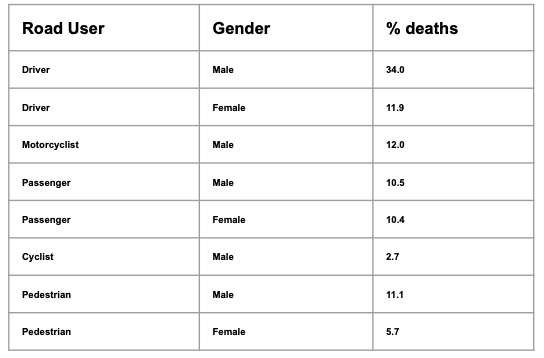 Road User Gender % deaths
Driver Male 34.0
Driver Female 11.9
Motorcyclist Male 12.0
Passenger Male 10.5
Passenger Female 10.4
Cyclist Male 2.7
Pedestrian Male 11.1
Pedestrian Female 5.7